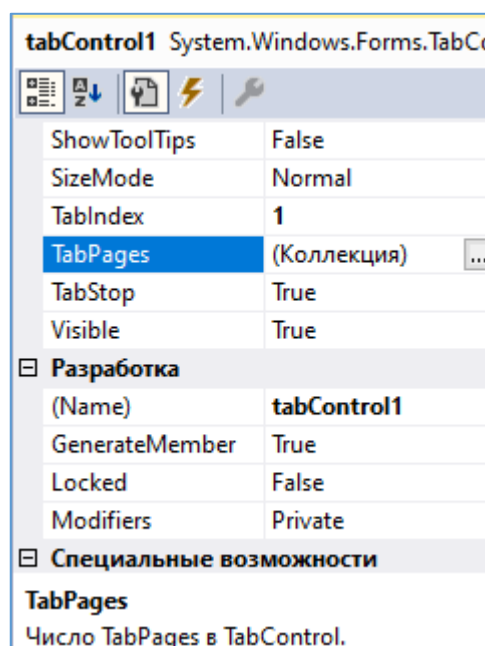 tabControl1 System.Windows.Forms.TabCo
ShowToolTips False
SizeMode Normal
TabIndex 1
TabPages (Коллекция) ...
TabStop True
Visible True
Разработка
(Name) tabControl1
GenerateMember True
Locked False
Modifiers Private
Специальные возможности
TabPages
Число TabPages в TabControl.